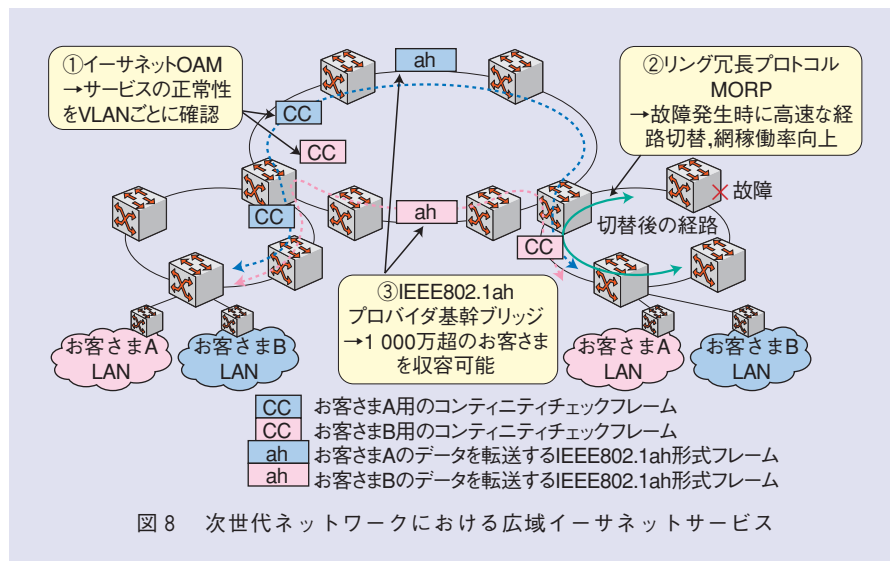 ①イーサネットOAM
→サービスの正常性
をVLANごとに確認
ah
②リング冗長プロトコル
MORP
→故障発生時に高速な経
路切替,網稼働率向上
CC
CC
CC
ah
CC
故障
切替後の経路
③IEEE802.1ah
プロバイダ基幹ブリッジ
→1 000万超のお客さま
を収容可能
お客さまA
LAN
お客さまB
LAN
お客さまA
LAN
お客さまB
LAN
CC お客さまA用のコンティニティチェックフレーム
CC お客さまB用のコンティニティチェックフレーム
ah お客さまAのデータを転送するIEEE802.1ah形式フレーム
ah お客さまBのデータを転送するIEEE802.1ah形式フレーム
図8 次世代ネットワークにおける広域イーサネットサービス